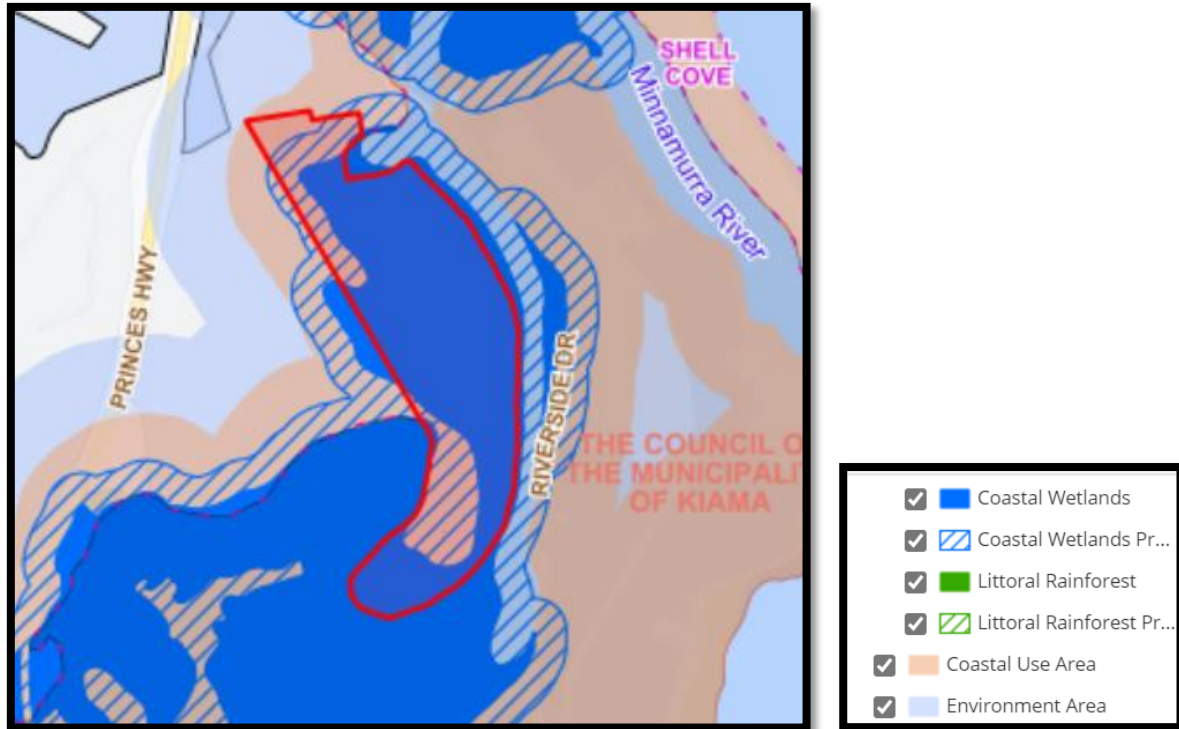 SHELL
COVE
Minnamurra River
PRINCES HWY
RIVERSIDE DR
THE COUNCIL O
THE MUNICIPALI
OF KIAMA
Coastal Wetlands
Coastal Wetlands Pr...
Littoral Rainforest
Littoral Rainforest Pr...
Coastal Use Area
Environment Area